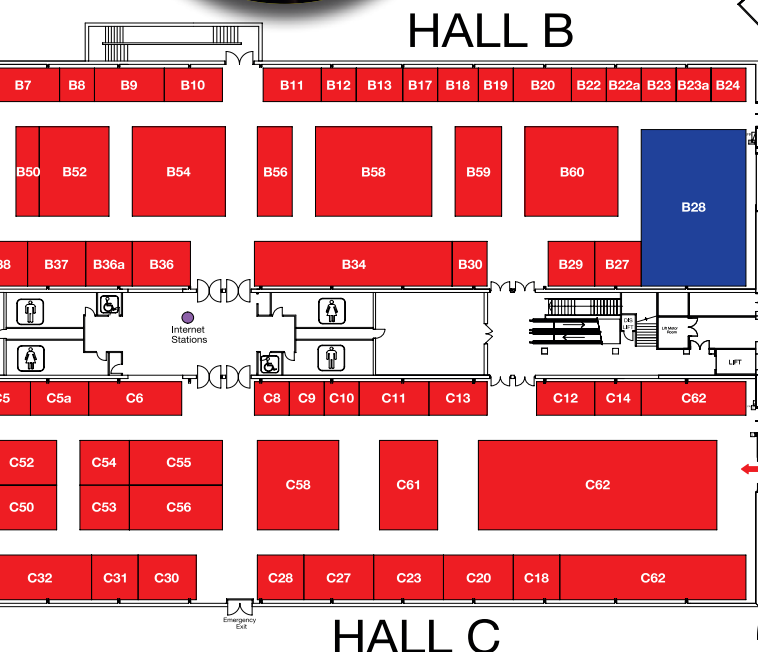 HALL B
B7 B8 B9 B10 B11 B12 B13 B17 B18 B19 B20 B22 B22a B23 B23a B24
B50 B52 B54 B56 B58 B59 B60 B28
B37 B36a B36 B34 B30 B29 B27
Internet
Stations
DIS.
LIFT
Lift Motor
Room
LIFT
C5a C6 C8 C9 C10 C11 C13 C12 C14 C62
C52 C54 C55
C58 C61 C62
C50 C53 C56
C32 C31 C30 C28 C27 C23 C20 C18 C62
Emergency
Exit
HALL C